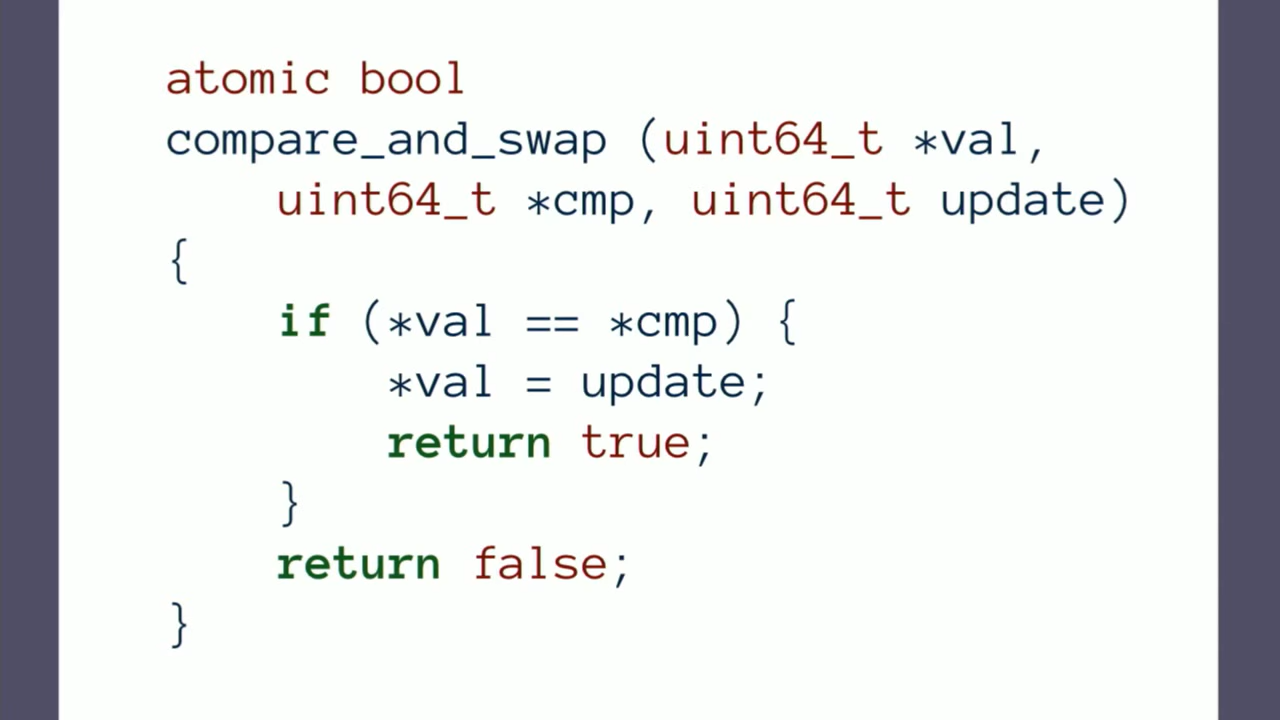 atomic bool
compare_and_swap (uint64_t *val,
    uint64_t *cmp, uint64_t update)
{
    if (*val == *cmp) {
        *val = update;
        return true;
    }
    return false;
}